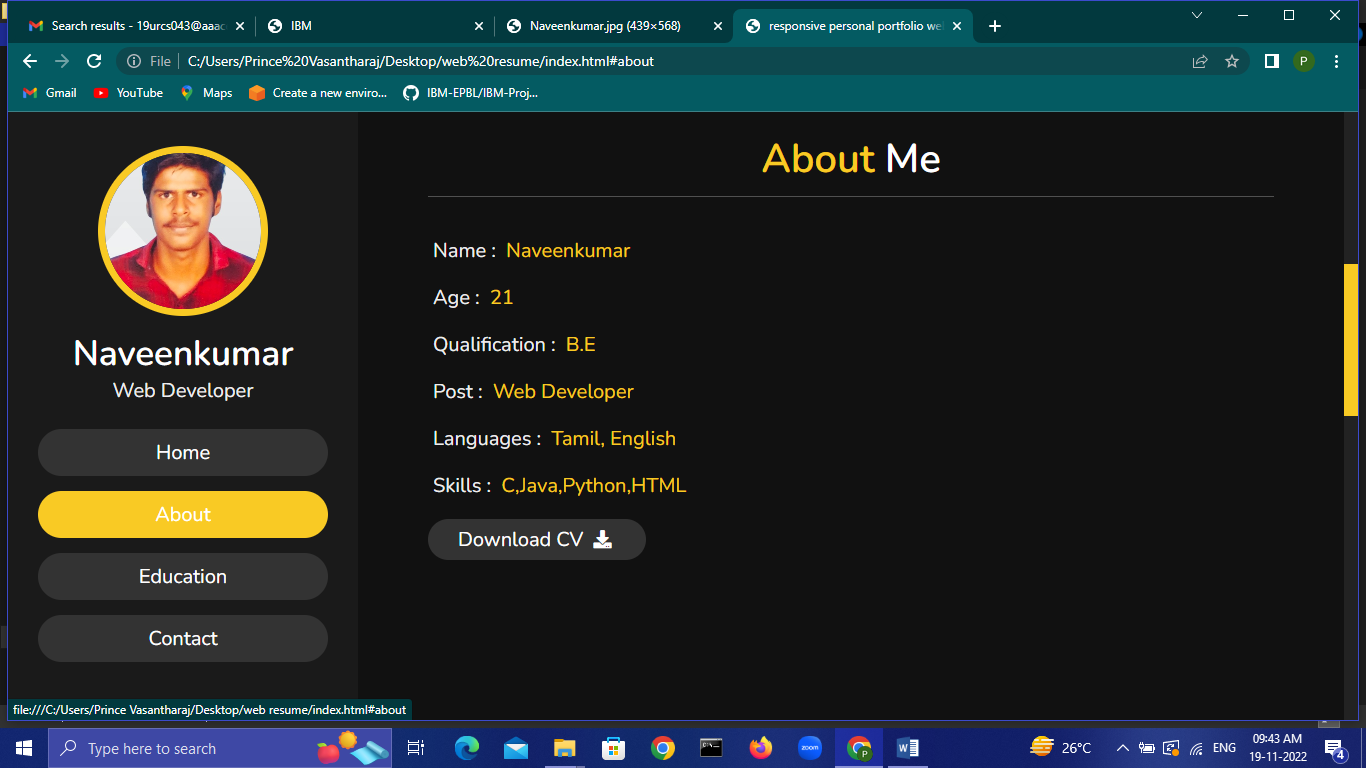 Search results - 19urcs043@aaac
IBM
Naveenkumar.jpg (439×568)
responsive personal portfolio we
File
C:/Users/Prince%20Vasantharaj/Desktop/web%20resume/index.html#about
P
Gmail
YouTube
Maps
Create a new enviro...
IBM-EPBL/IBM-Proj...
Naveenkumar
Web Developer
Home
About
Education
Contact
About Me
Name : Naveenkumar
Age : 21
Qualification : B.E
Post : Web Developer
Languages : Tamil, English
Skills : C,Java,Python,HTML
Download CV
file:///C:/Users/Prince Vasantharaj/Desktop/web resume/index.html#about
Type here to search
zoom
P
W
26°C
ENG
09:43 AM
19-11-2022
4